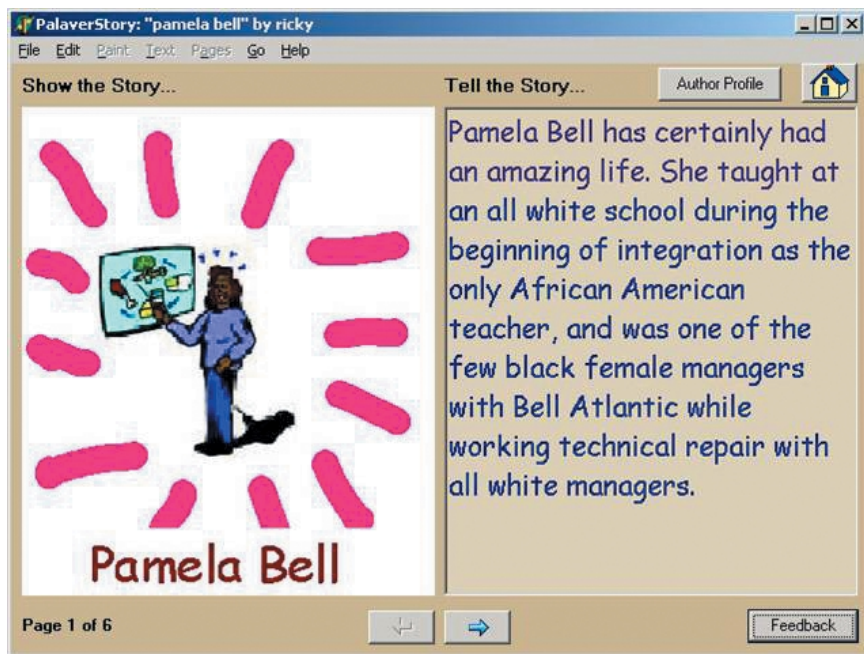 PalaverStory: "pamela bell" by ricky
File Edit Paint Text Pages Go Help
Show the Story...
Tell the Story...
Author Profile
Pamela Bell has certainly had
an amazing life. She taught at
an all white school during the
beginning of integration as the
only African American
teacher, and was one of the
few black female managers
with Bell Atlantic while
working technical repair with
all white managers.
Pamela Bell
Page 1 of 6
Feedback